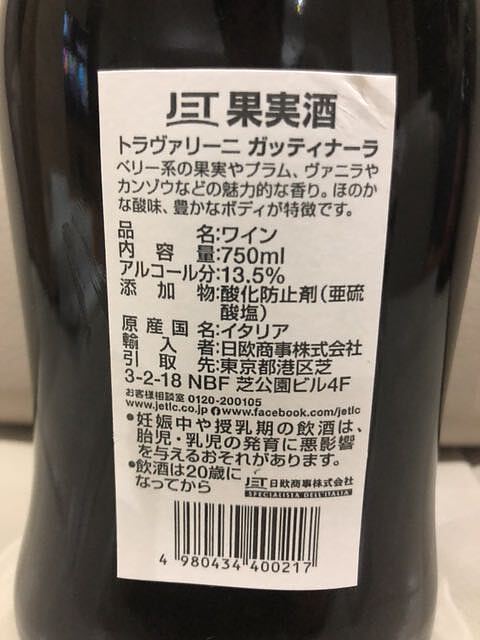 JET 果実酒
トラヴァリーニ ガッティナーラ
ベリー系の果実やプラム、ヴァニラや
カンゾウなどの魅力的な香り。ほのか
な酸味、豊かなボディが特徴です。
品名:ワイン
内容量:750ml
アルコール分:13.5%
添加物:酸化防止剤(亜硫
酸塩)
原産国名:イタリア
輸入者:日欧商事株式会社
引取先:東京都港区芝
3-2-18 NBF 芝公園ビル4F
お客様相談室 0120-200105
www.jetlc.co.jp www.facebook.com/jetlc
•妊娠中や授乳期の飲酒は、
胎児・乳児の発育に悪影響
を与えるおそれがあります。
•飲酒は20歳に
なってから
JET 日欧商事株式会社
SPECIALISTA DELL'ITALIA
4 980434 400217